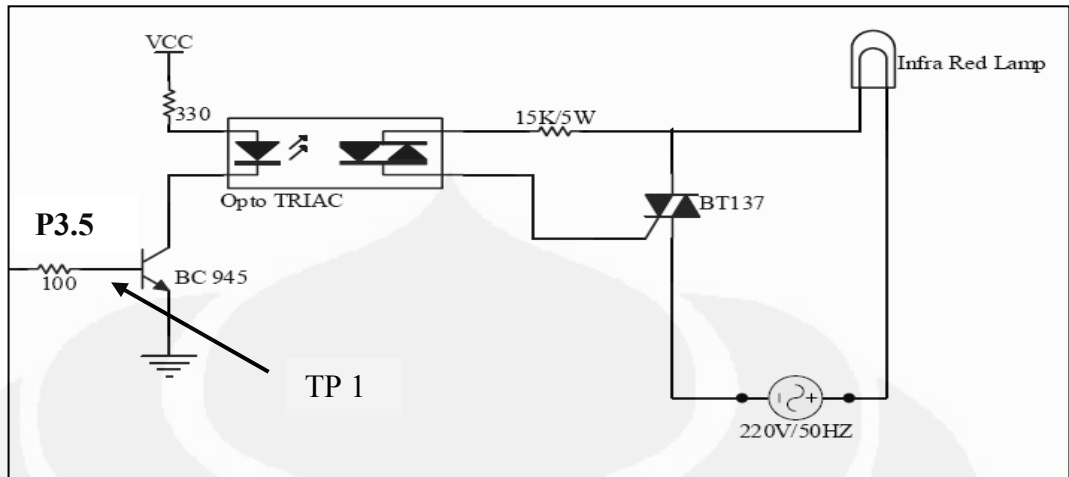 VCC
330
Opto TRIAC
15K/5W
Infra Red Lamp
BT137
P3.5
100
BC 945
TP 1
220V/50HZ